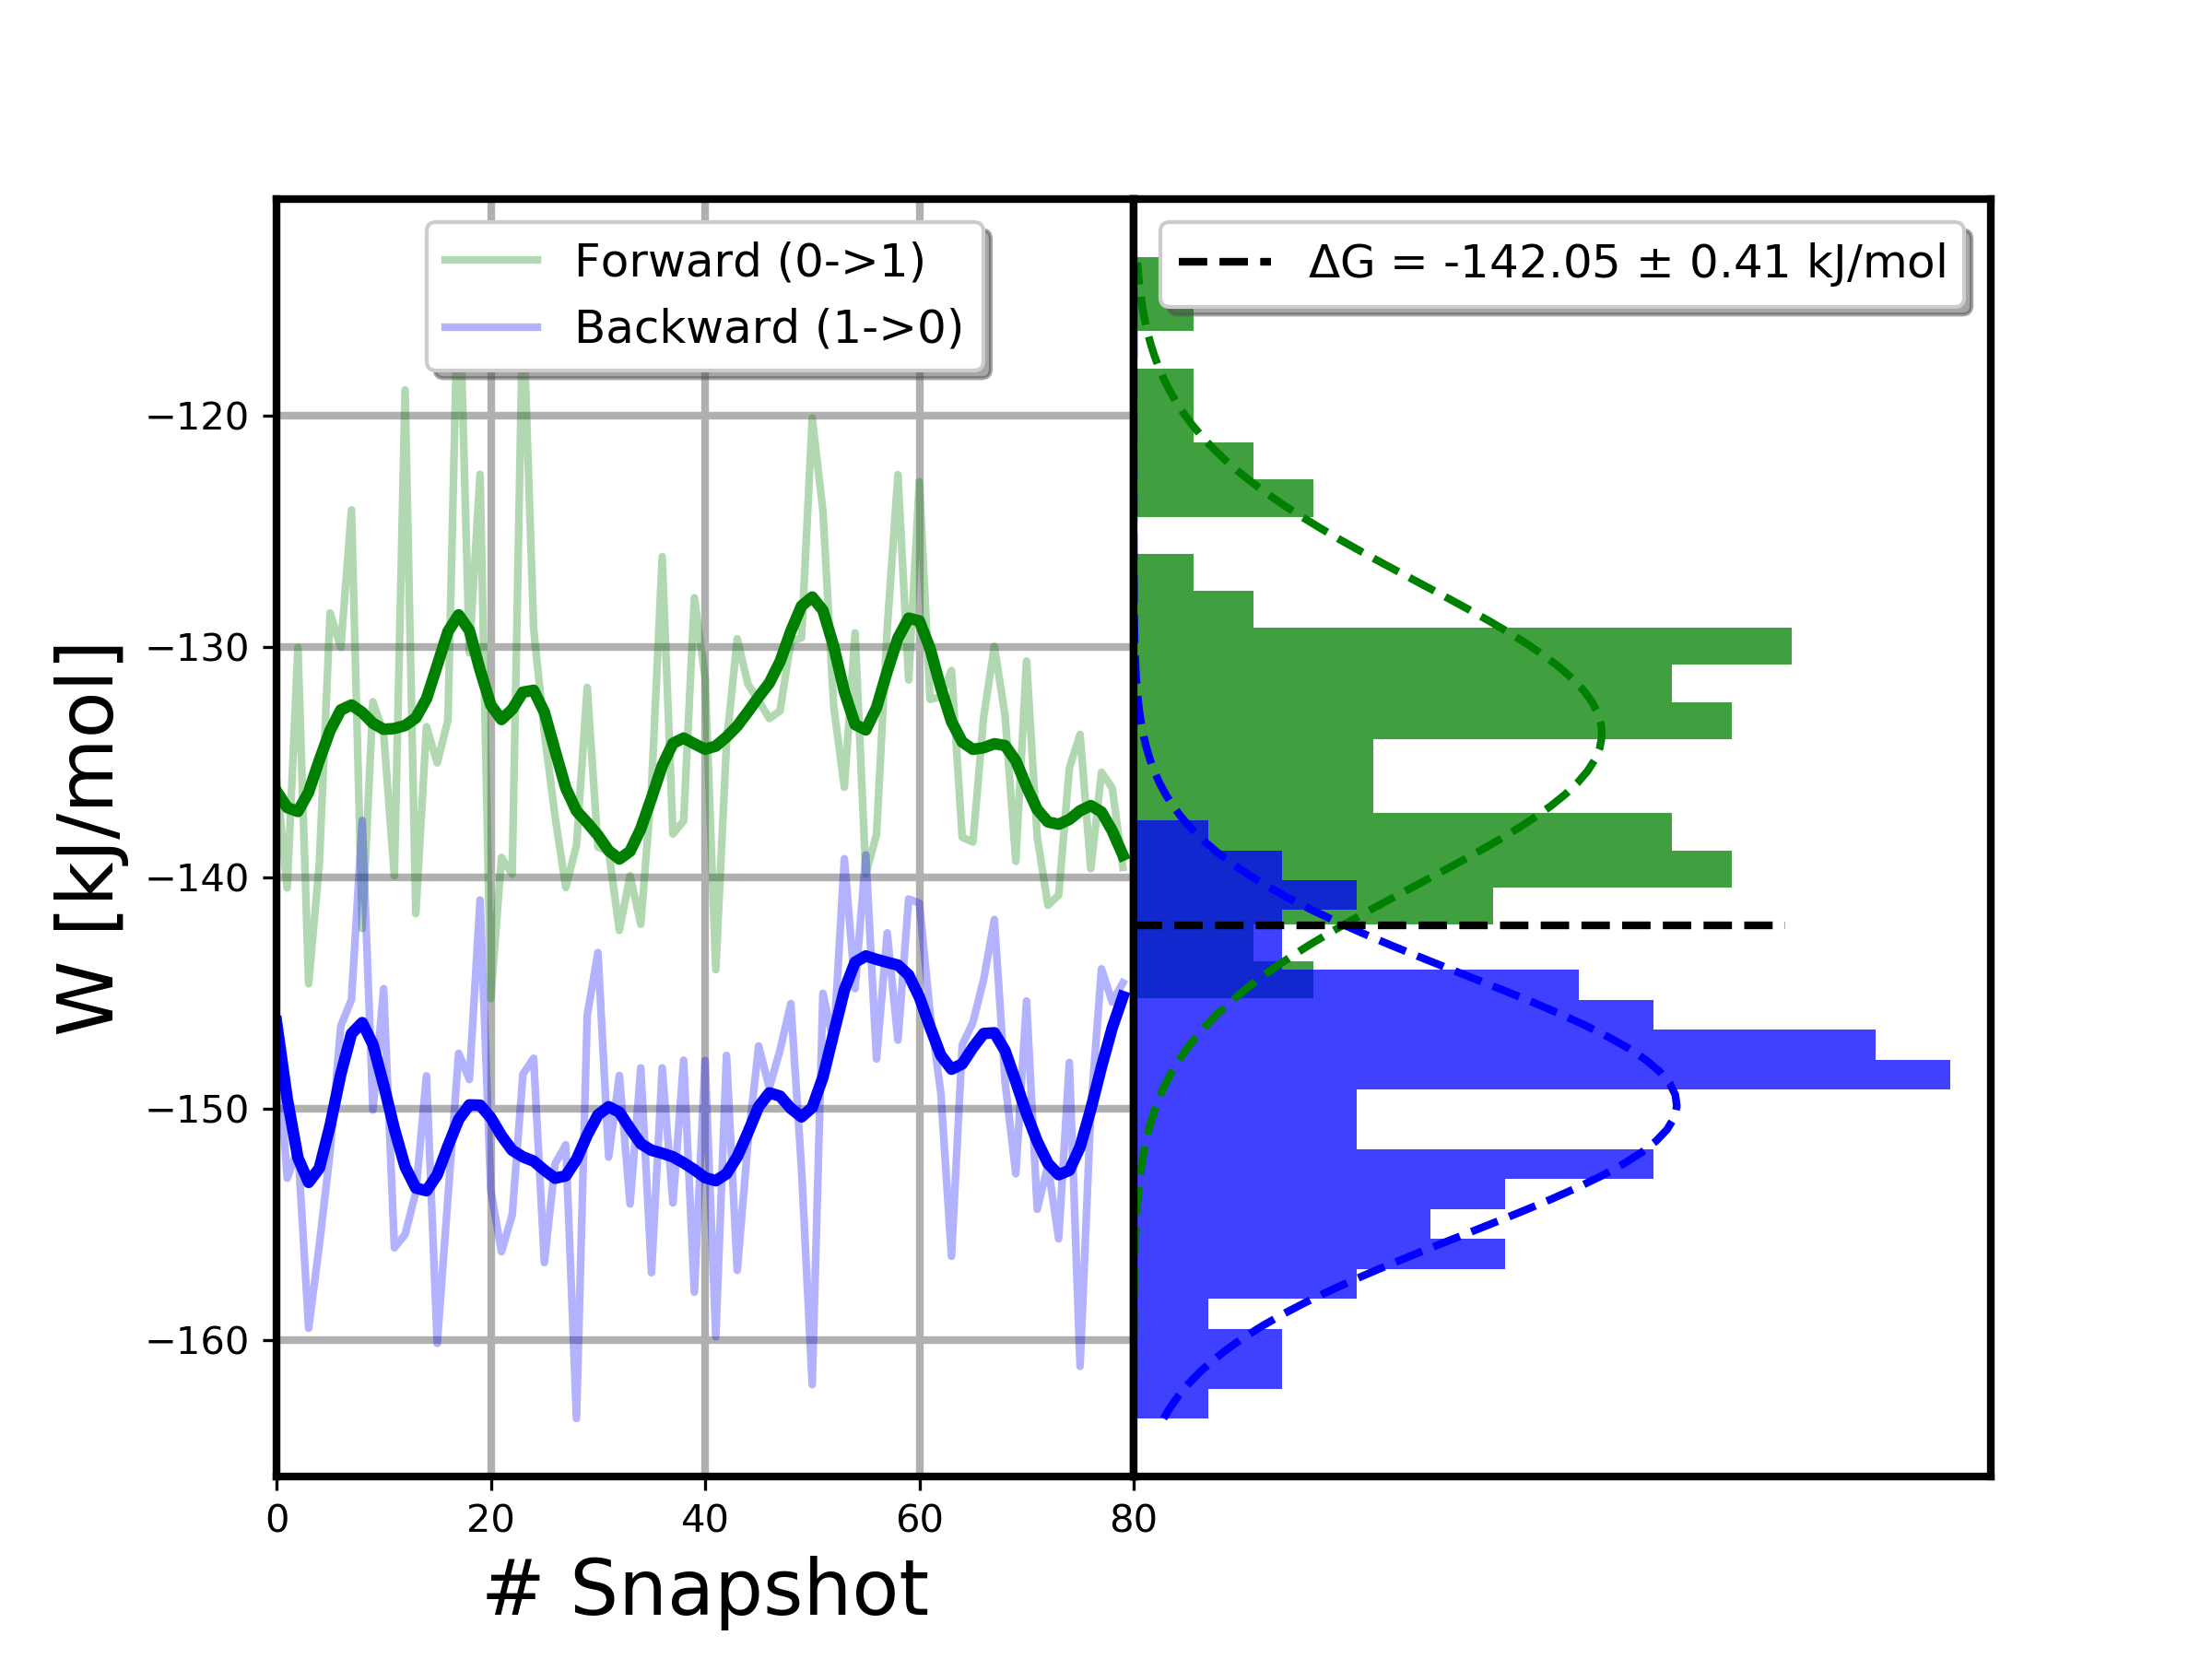 Forward (0->1)
Backward (1->0)
ΔG = -142.05 ± 0.41 kJ/mol
W [kJ/mol]
−120
−130
−140
−150
−160
0 20 40 60 80
# Snapshot